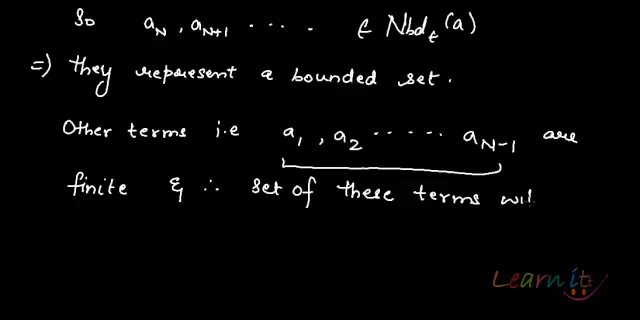 So a_N, a_{N+1} ...... ∈ Nbd_ε(a)
=) they represent a bounded set.
Other terms i.e a_1, a_2 ...... a_{N-1} are
finite & ∴ set of these terms will
Learnit